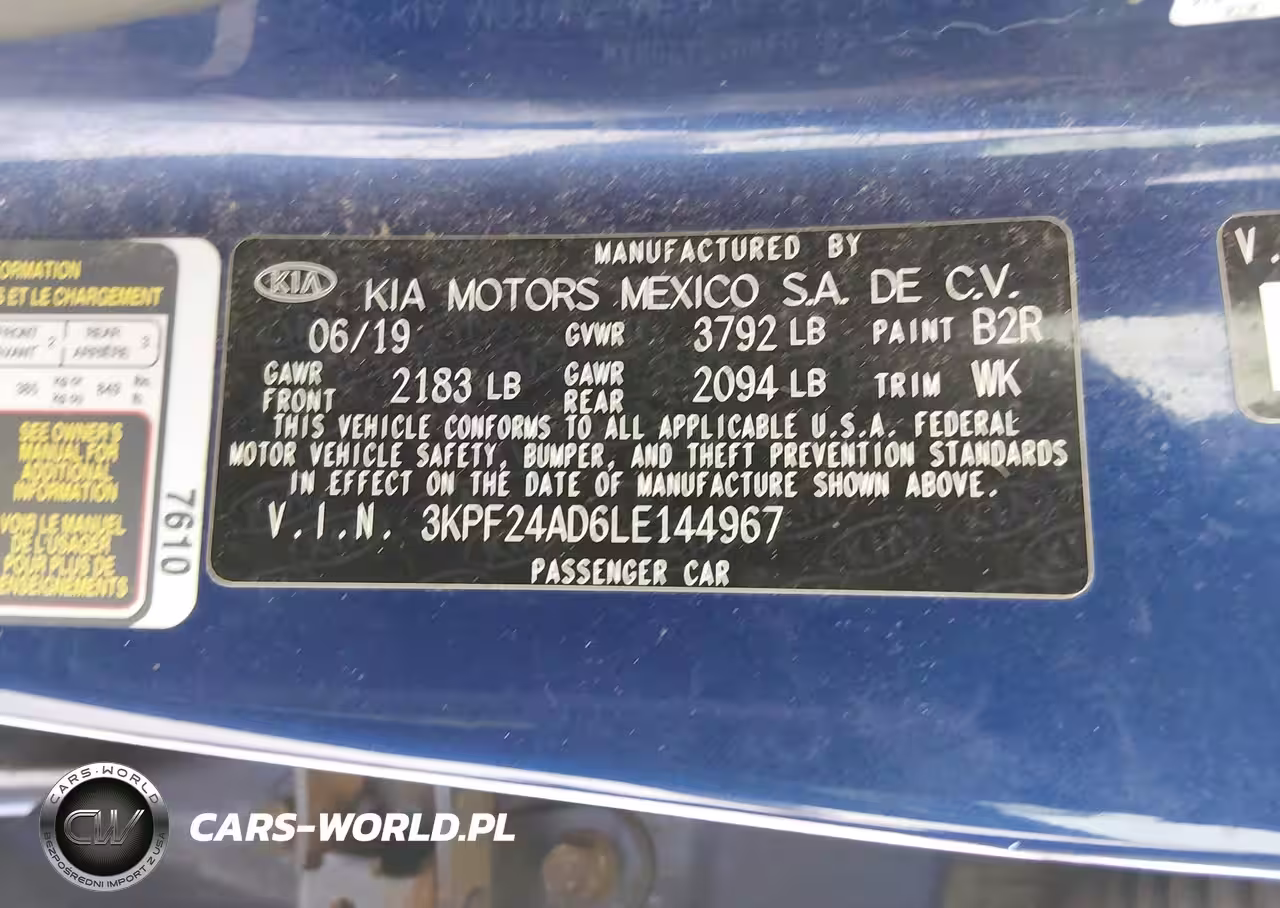 MANUFACTURED BY
KIA
KIA MOTORS MEXICO S.A. DE C.V.
06/19 GVWR 3792 LB PAINT B2R
GAWR FRONT 2183 LB GAWR REAR 2094 LB TRIM WK
THIS VEHICLE CONFORMS TO ALL APPLICABLE U.S.A. FEDERAL
MOTOR VEHICLE SAFETY, BUMPER, AND THEFT PREVENTION STANDARDS
IN EFFECT ON THE DATE OF MANUFACTURE SHOWN ABOVE.
V.I.N. 3KPF24AD6LE144967
PASSENGER CAR
ET LE CHARGEMENT
REAR 3
ARRIÈRE
SEE OWNER'S
MANUAL FOR
ADDITIONAL
INFORMATION
VOIR LE MANUEL
DE L'USAGER
POUR PLUS DE
7610
V.
CARS-WORLD
CW
BEZPOŚREDNI IMPORT Z USA
CARS-WORLD.PL